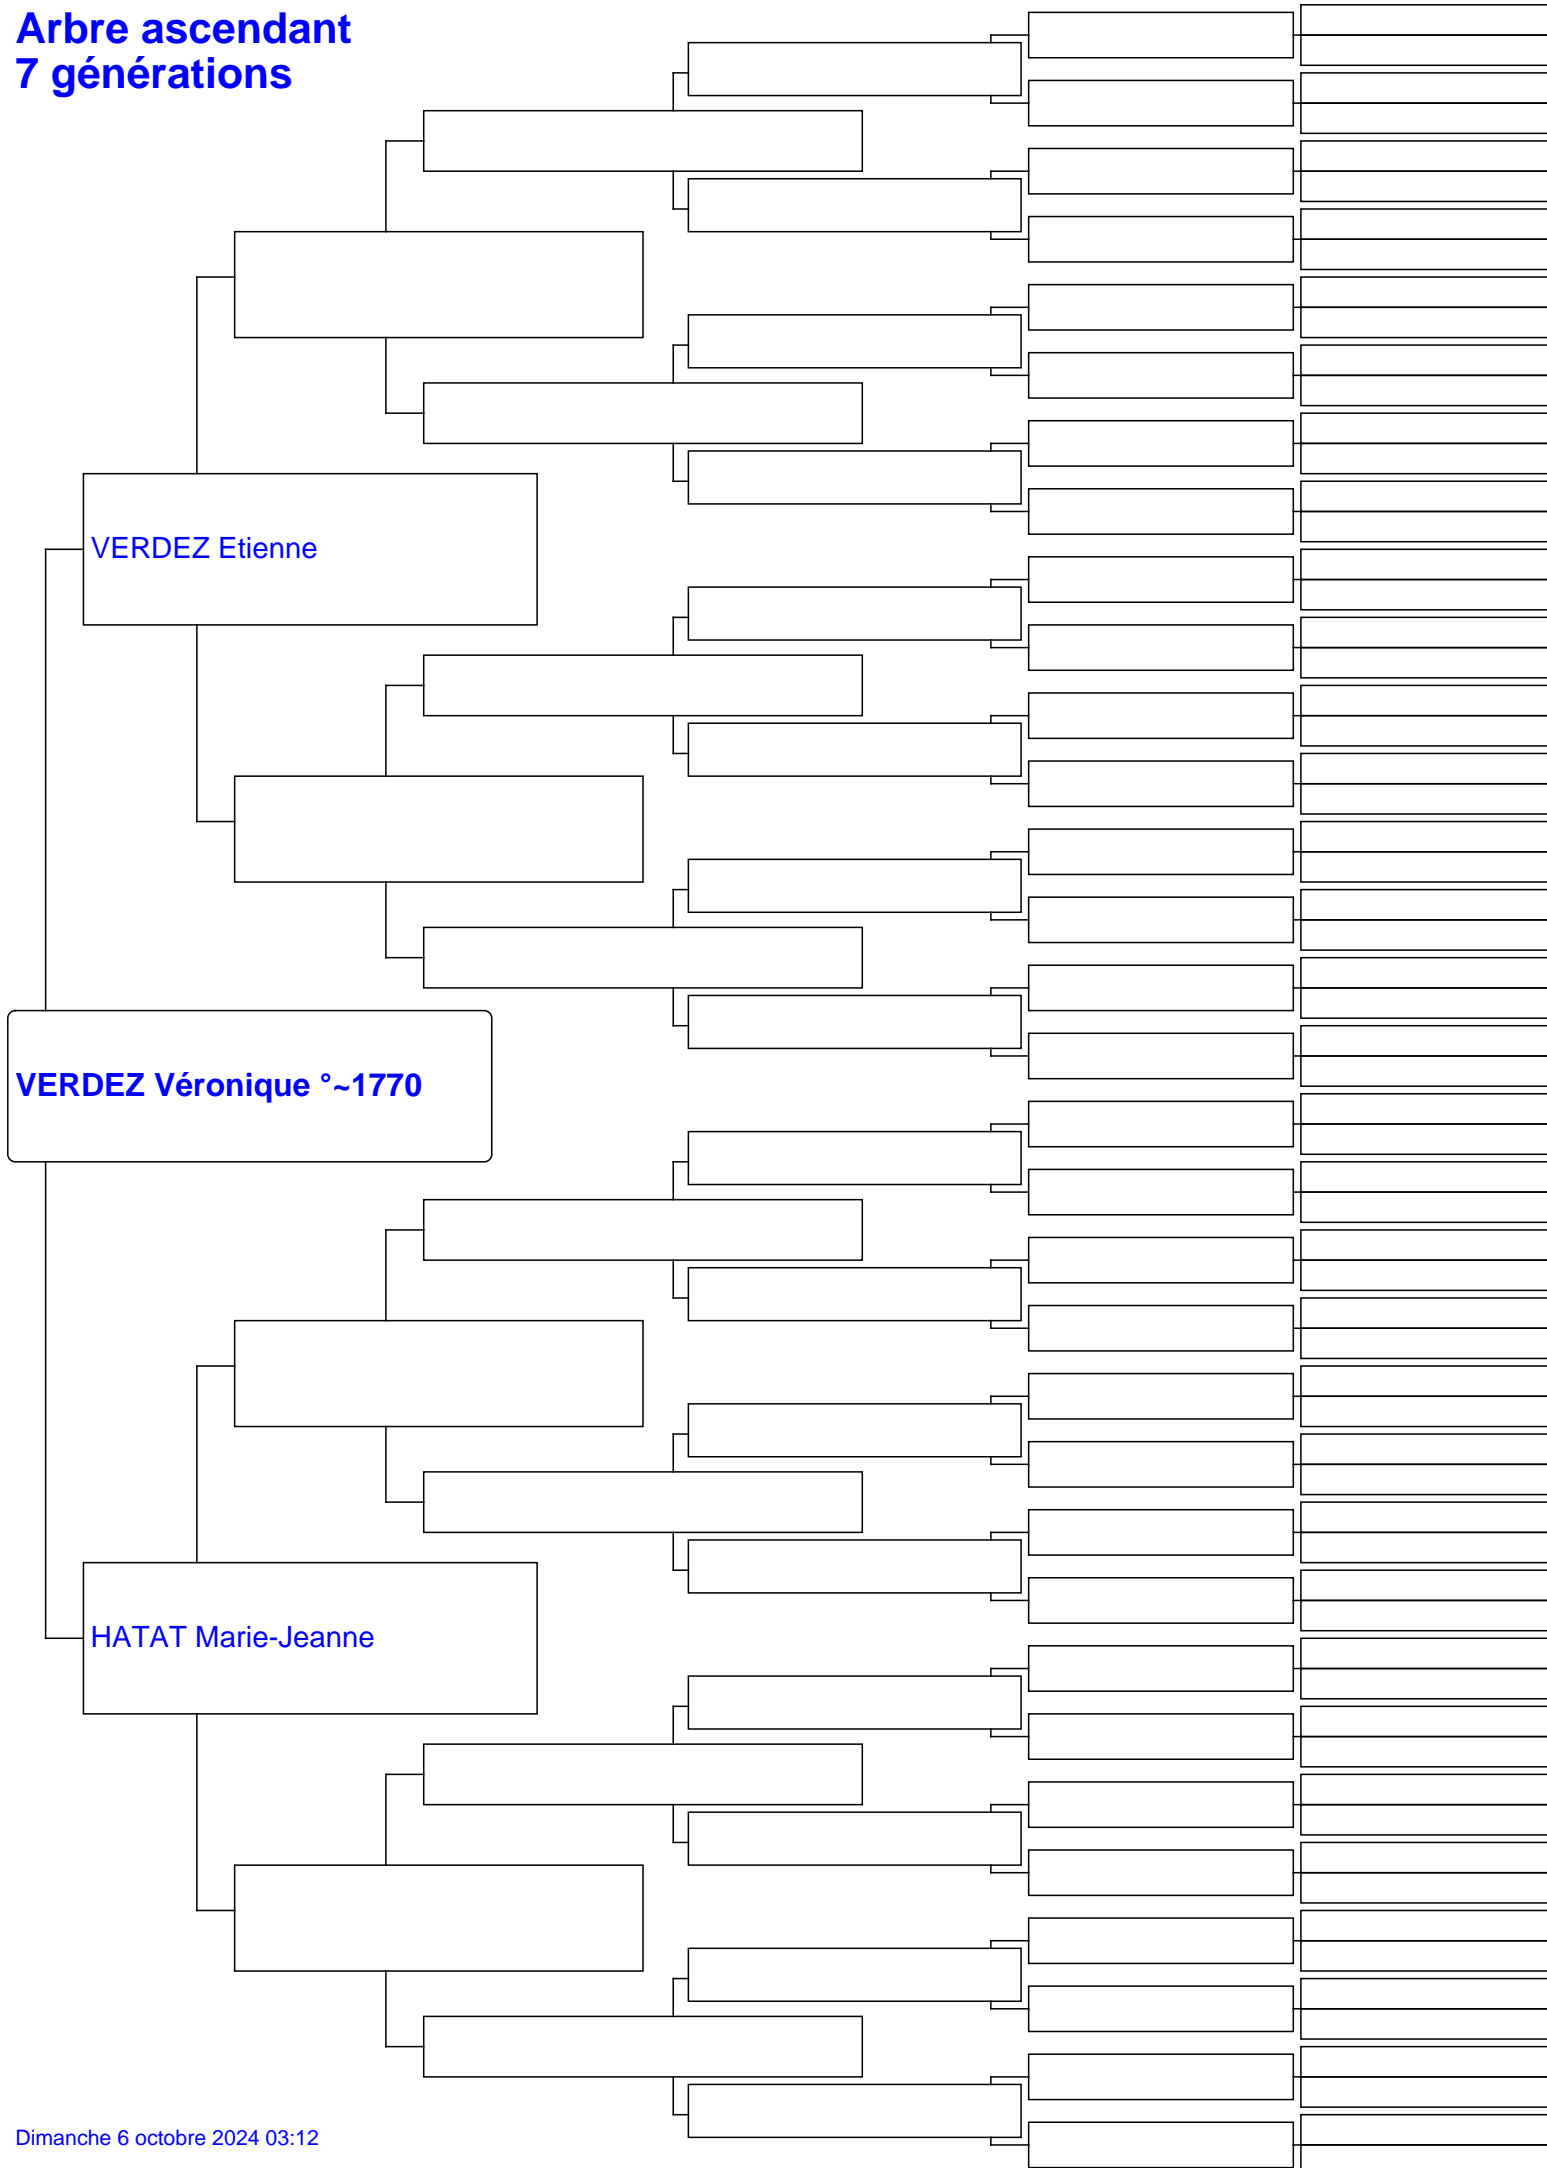 Arbre ascendant
7 générations
VERDEZ Etienne
VERDEZ Véronique °~1770
HATAT Marie-Jeanne
Dimanche 6 octobre 2024 03:12